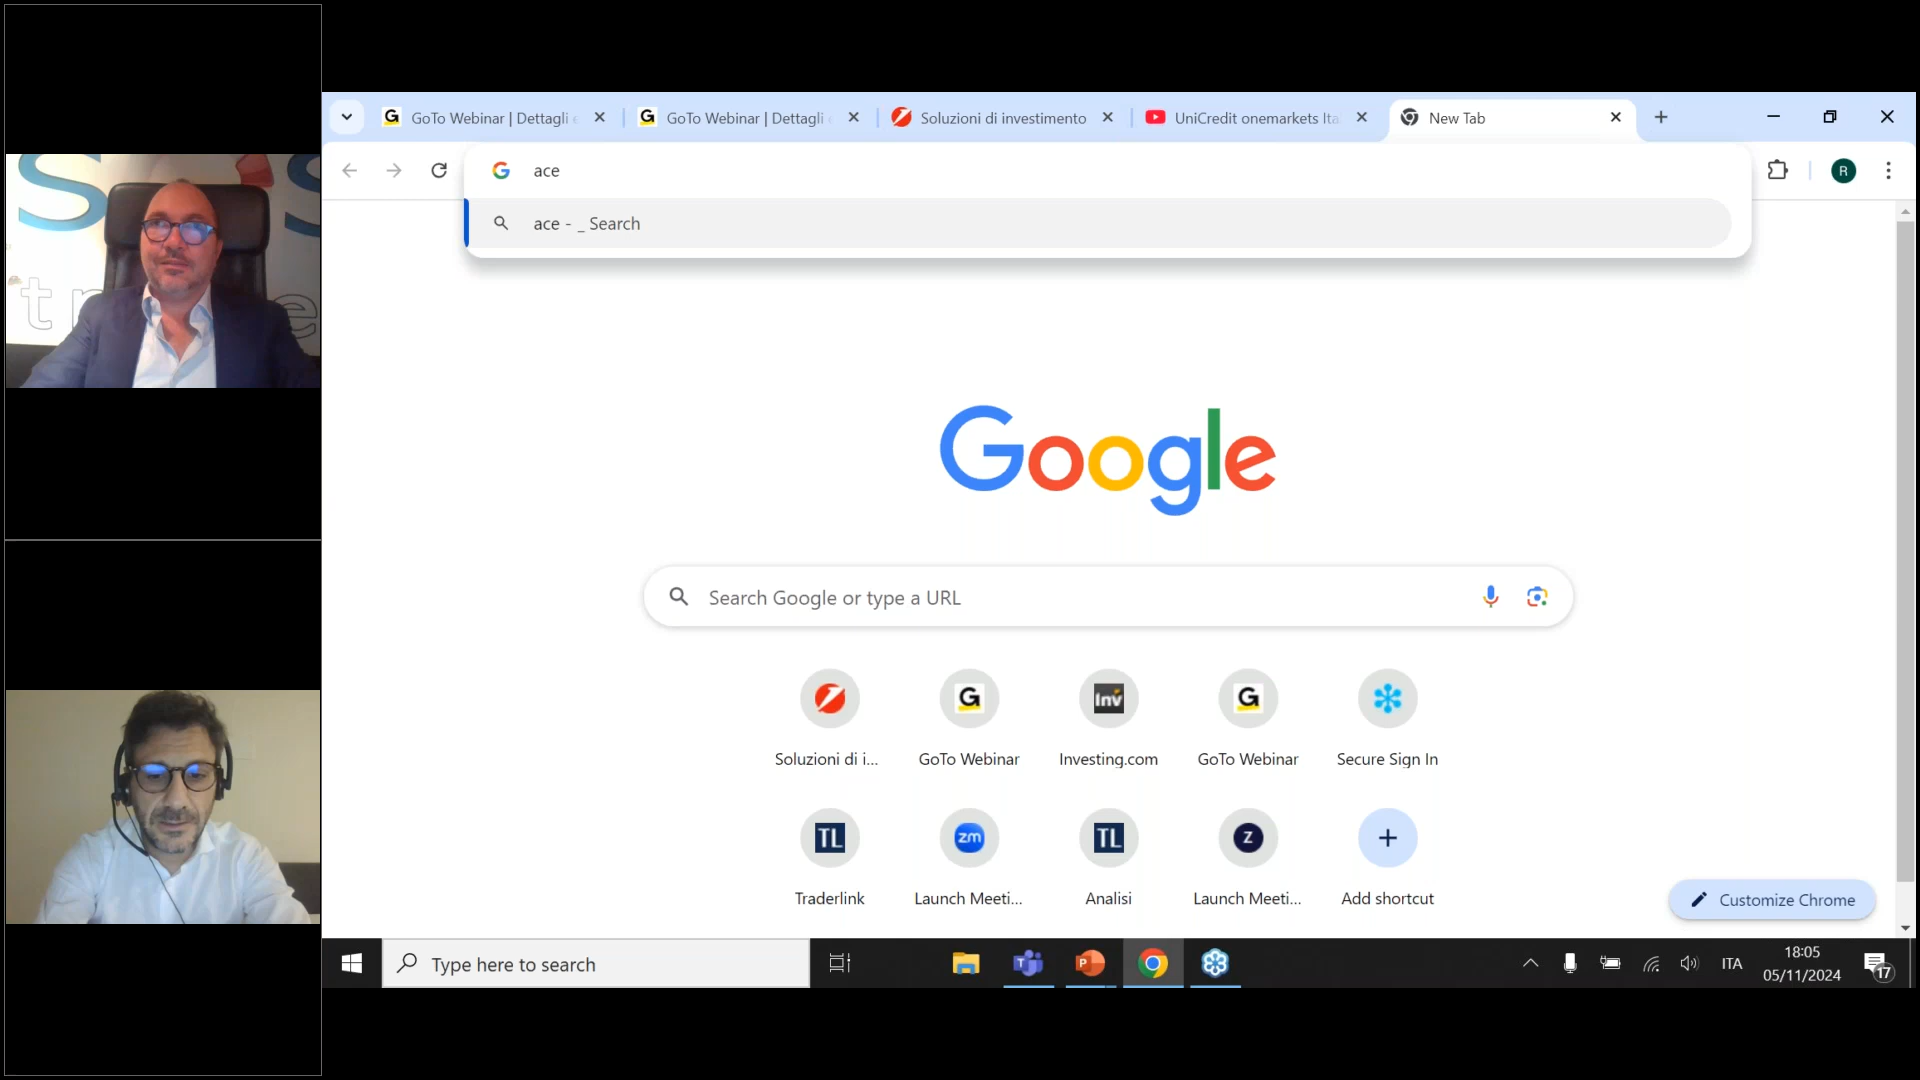 GoTo Webinar | Dettagli e
GoTo Webinar | Dettagli e
Soluzioni di investimento
UniCredit onemarkets Ita
New Tab
ace
R
ace - _ Search
Google
Search Google or type a URL
Soluzioni di i...
GoTo Webinar
Investing.com
GoTo Webinar
Secure Sign In
Traderlink
Launch Meeti...
Analisi
Launch Meeti...
Add shortcut
Customize Chrome
Type here to search
ITA
18:05
05/11/2024
17